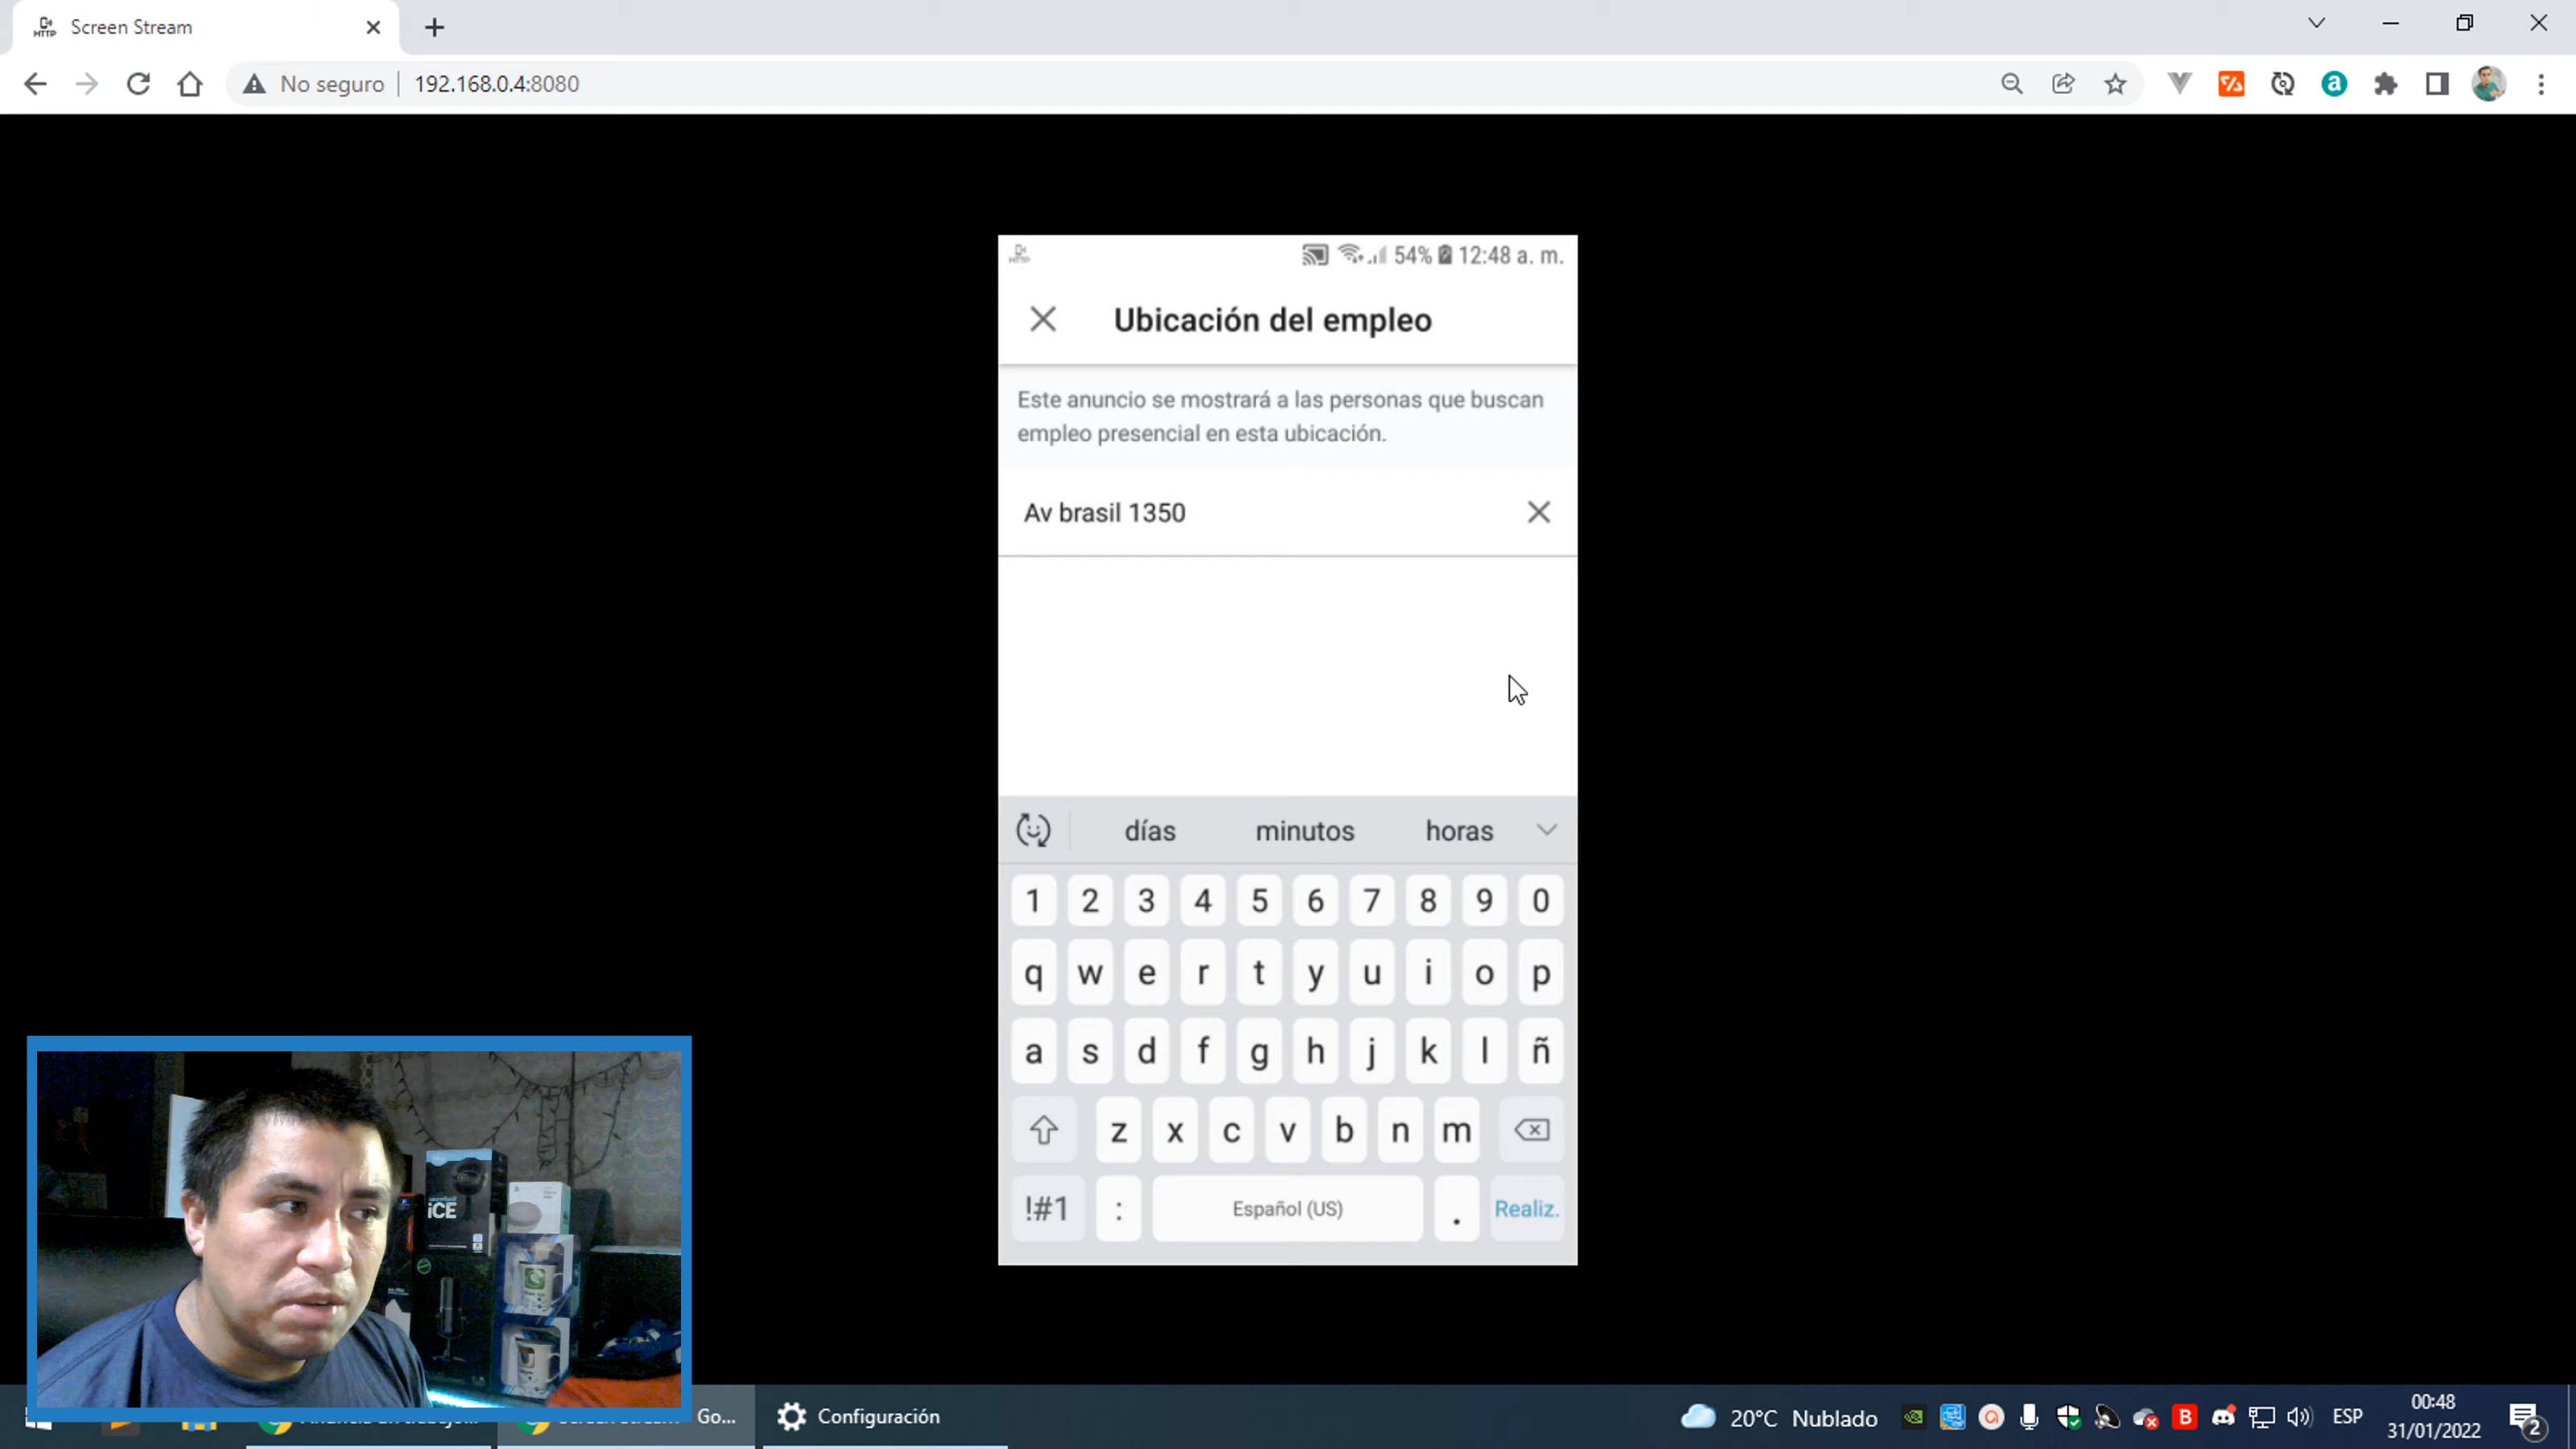 Screen Stream
No seguro
192.168.0.4:8080
HTTP
54% 12:48 a. m.
Ubicación del empleo
Este anuncio se mostrará a las personas que buscan
empleo presencial en esta ubicación.
Av brasil 1350
días minutos horas
1 2 3 4 5 6 7 8 9 0
q w e r t y u i o p
a s d f g h j k l ñ
z x c v b n m
!#1 : Español (US) . Realiz.
iCE
Go...
Configuración
20°C Nublado
ESP
00:48
31/01/2022
2